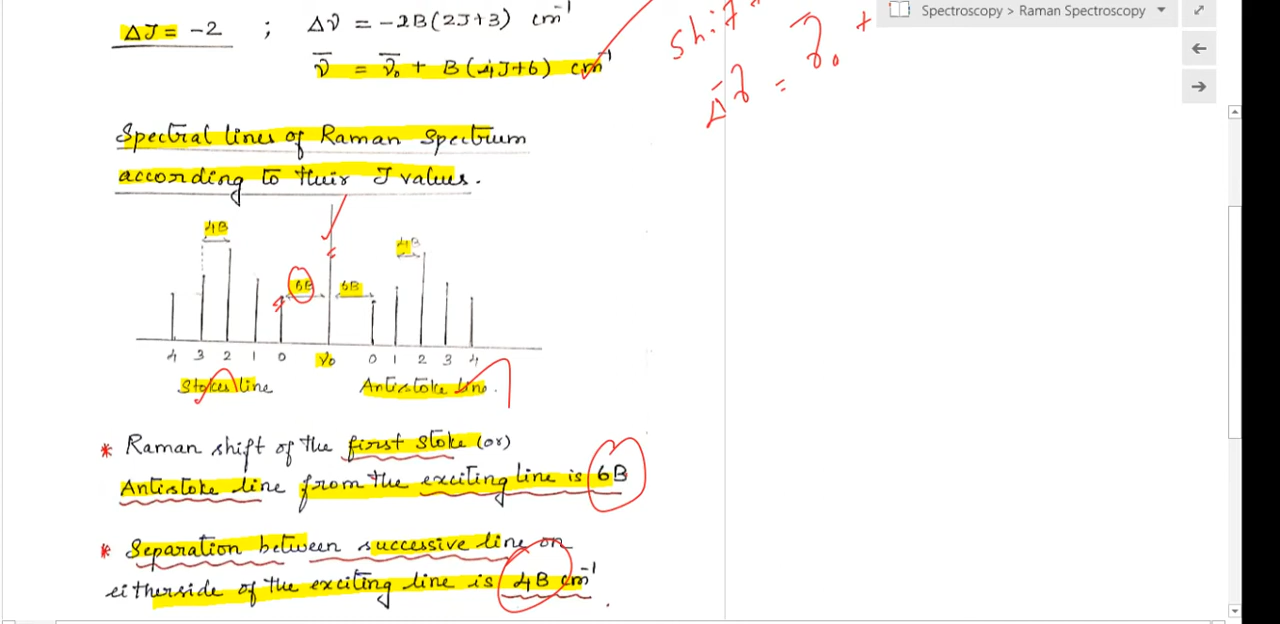 ΔJ = -2 ; Δν̄ = -2B(2J+3) cm⁻¹
ν̄ = ν̄₀ + B(4J+6) cm⁻¹
Shift
Δν̄ = ν̄₀ +
Spectroscopy > Raman Spectroscopy
Spectral lines of Raman Spectrum
according to their J values.
4B
4B
6B 6B
4 3 2 1 0 ν₀ 0 1 2 3 4
Stokes line Antistoke line.
* Raman shift of the first stoke (or)
Antistoke line from the exciting line is 6B
* Separation between successive line on
eitherside of the exciting line is 4B cm⁻¹.